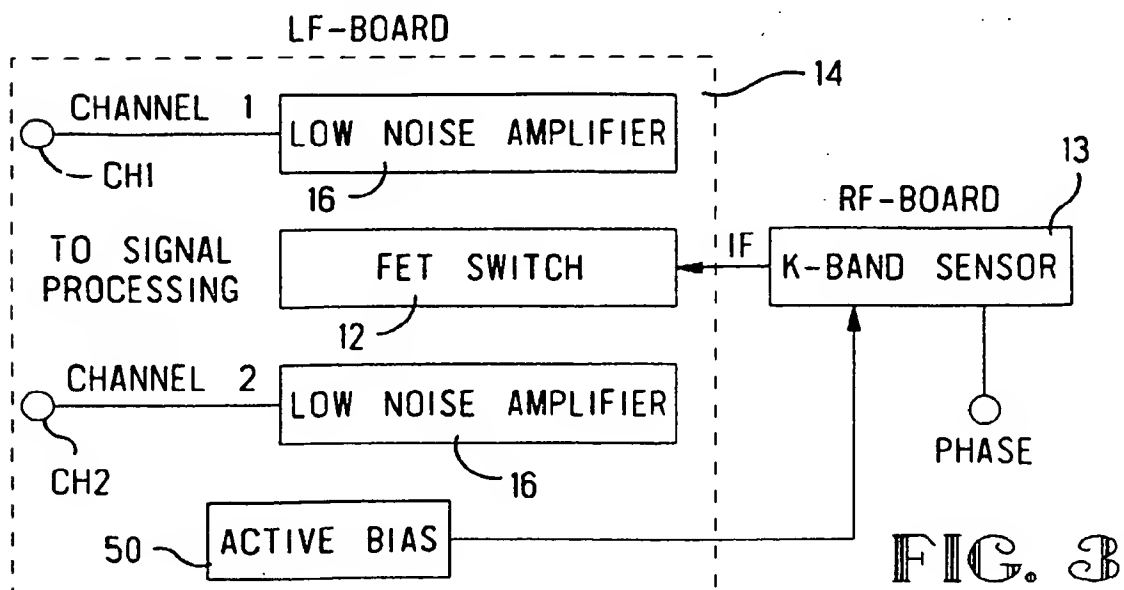 LF-BOARD
14
CHANNEL 1
LOW NOISE AMPLIFIER
CH1
16
13
RF-BOARD
TO SIGNAL
PROCESSING
FET SWITCH
IF
K-BAND SENSOR
12
CHANNEL 2
LOW NOISE AMPLIFIER
PHASE
CH2
16
50
ACTIVE BIAS
FIG. 3